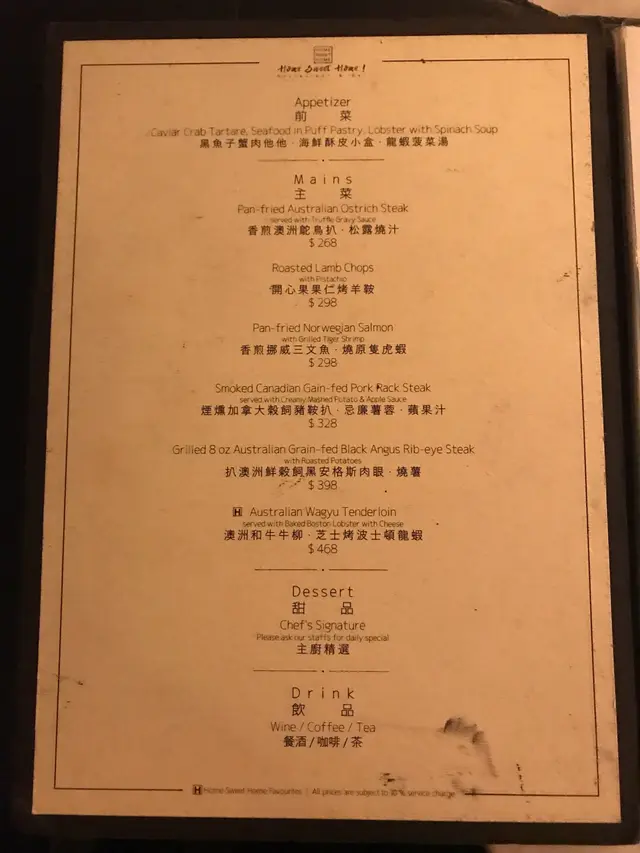 Home Sweet Home!
Appetizer
前菜
Caviar Crab Tartare, Seafood in Puff Pastry, Lobster with Spinach Soup
黑魚子蟹肉他他·海鮮酥皮小盒·龍蝦菠菜湯
Mains
主菜
Pan-fried Australian Ostrich Steak
served with Truffle Gravy Sauce
香煎澳洲鴕鳥扒·松露燒汁
$268
Roasted Lamb Chops
with Pistachio
開心果果仁烤羊鞍
$298
Pan-fried Norwegian Salmon
with Grilled Tiger Shrimp
香煎挪威三文魚·燒原隻虎蝦
$298
Smoked Canadian Gain-fed Pork Rack Steak
served with Creamy Mashed Potato & Apple Sauce
煙燻加拿大穀飼豬鞍扒·忌廉薯蓉·蘋果汁
$328
Grilled 8 oz Australian Grain-fed Black Angus Rib-eye Steak
with Roasted Potatoes
扒澳洲鮮穀飼黑安格斯肉眼·燒薯
$398
H Australian Wagyu Tenderloin
served with Baked Boston Lobster with Cheese
澳洲和牛牛柳·芝士烤波士頓龍蝦
$468
Dessert
甜品
Chef's Signature
Please ask our staffs for daily special
主廚精選
Drink
飲品
Wine / Coffee / Tea
餐酒/咖啡/茶
H Home Sweet Home Favourites | All prices are subject to 10% service charge